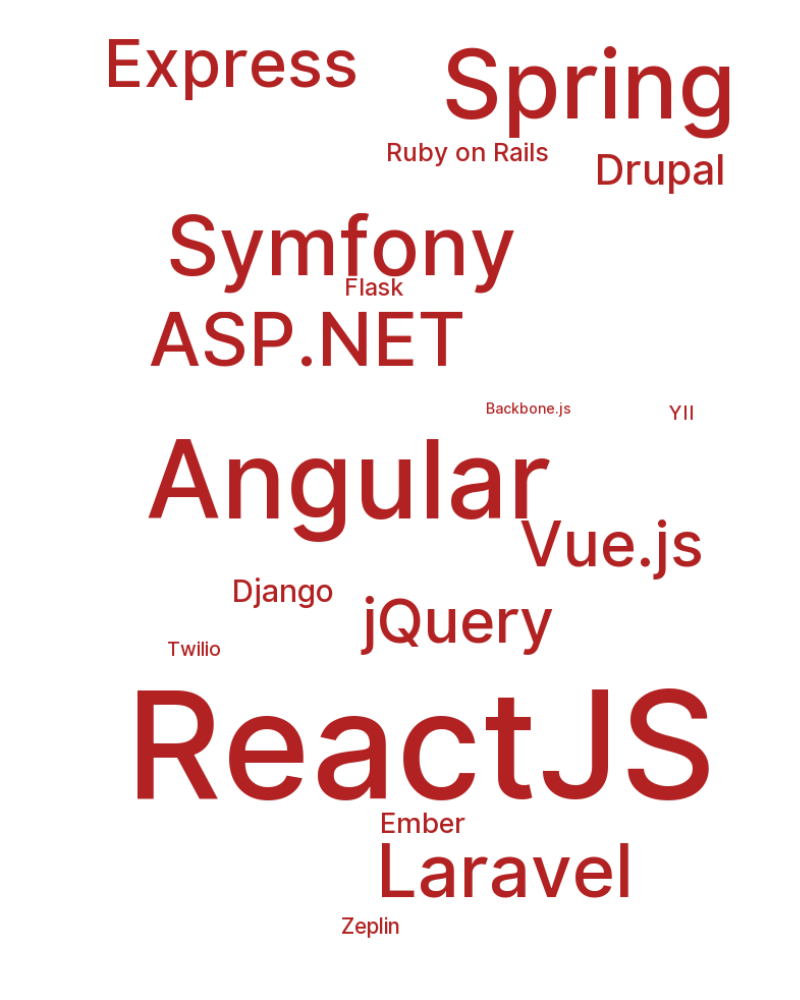 Express
Spring
Ruby on Rails
Drupal
Symfony
Flask
ASP.NET
Backbone.js
YII
Angular
Vue.js
Django
jQuery
Twilio
ReactJS
Ember
Laravel
Zeplin